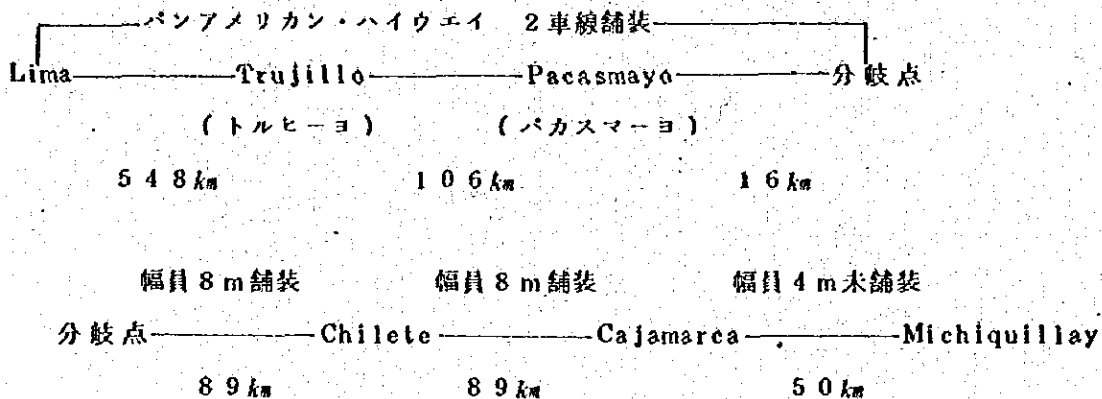 パンアメリカン・ハイウエイ 2車線舗装
Lima Trujillo Pacasmayo 分岐点
(トルヒーヨ) (パカスマーヨ)
548km 106km 16km
幅員8m舗装 幅員8m舗装 幅員4m未舗装
分岐点 Chilete Cajamarca Michiquillay
89km 89km 50km